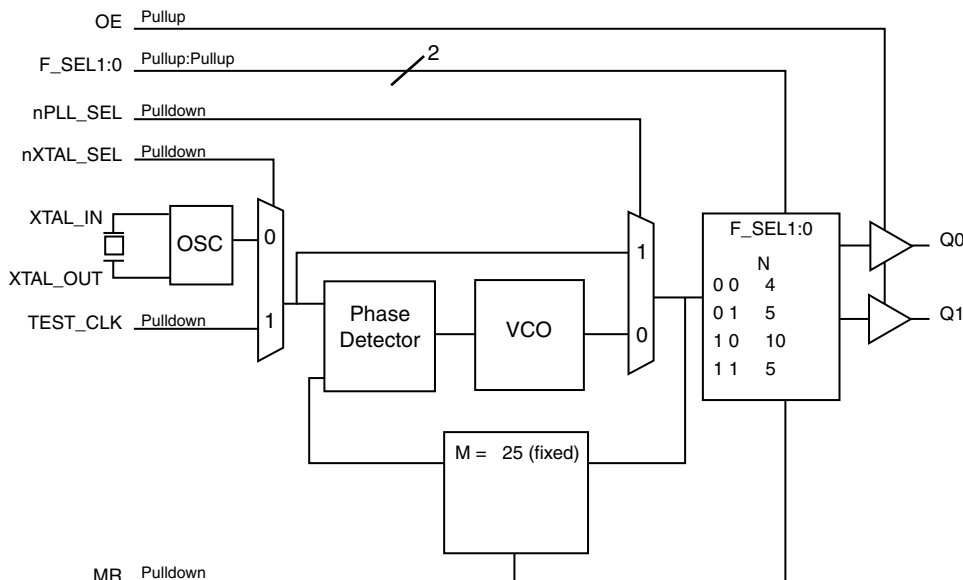 OE Pullup
F_SEL1:0 Pullup:Pullup
2
nPLL_SEL Pulldown
nXTAL_SEL Pulldown
XTAL_IN
OSC
XTAL_OUT
TEST_CLK Pulldown
0
1
Phase
Detector
VCO
1
0
F_SEL1:0
N
0 0 4
0 1 5
1 0 10
1 1 5
Q0
Q1
M = 25 (fixed)
MR Pulldown